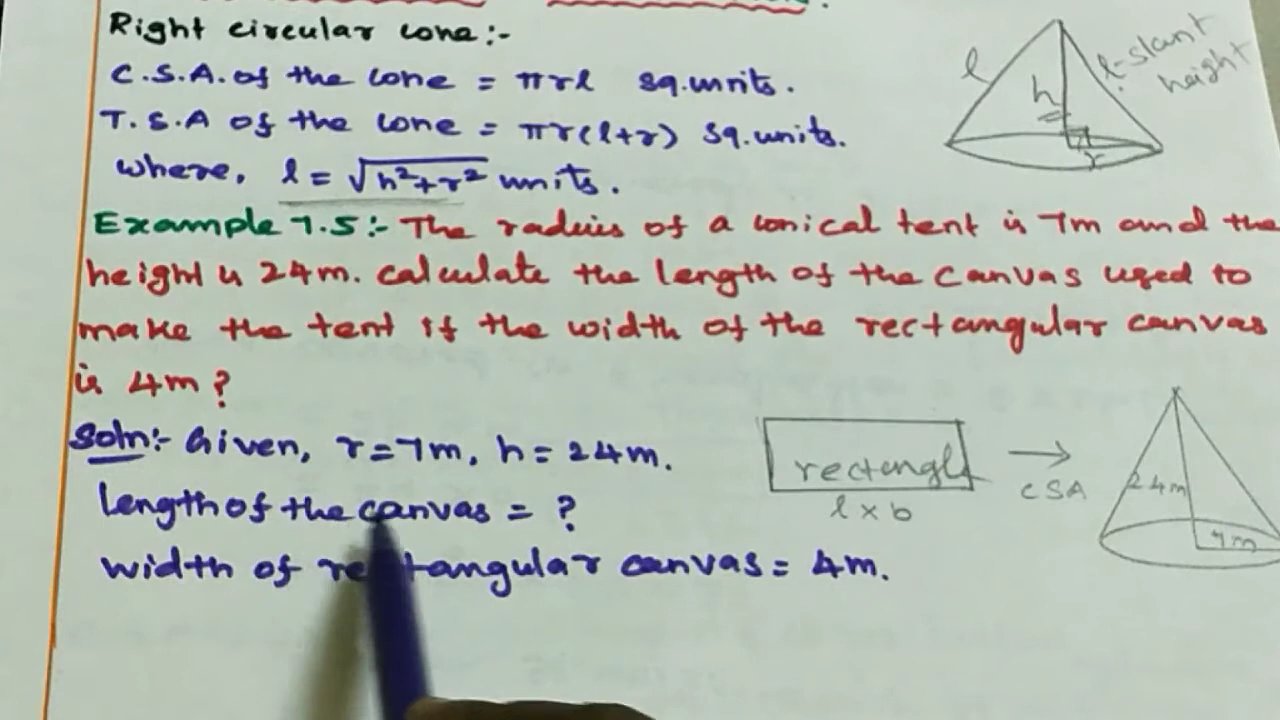 Right circular cone:-
C.S.A. of the cone = πrl sq.units.
T.S.A of the cone = πr(l+r) sq.units.
where, l = √h²+r² units.
l
h
r
l-slant
height
Example 7.5:- The radius of a conical tent is 7m and the
height is 24m. calculate the length of the canvas used to
make the tent if the width of the rectangular canvas
is 4m?
Soln:- Given, r=7m, h=24m.
length of the canvas = ?
width of rectangular canvas = 4m.
rectangle
l x b
CSA
24m
7m